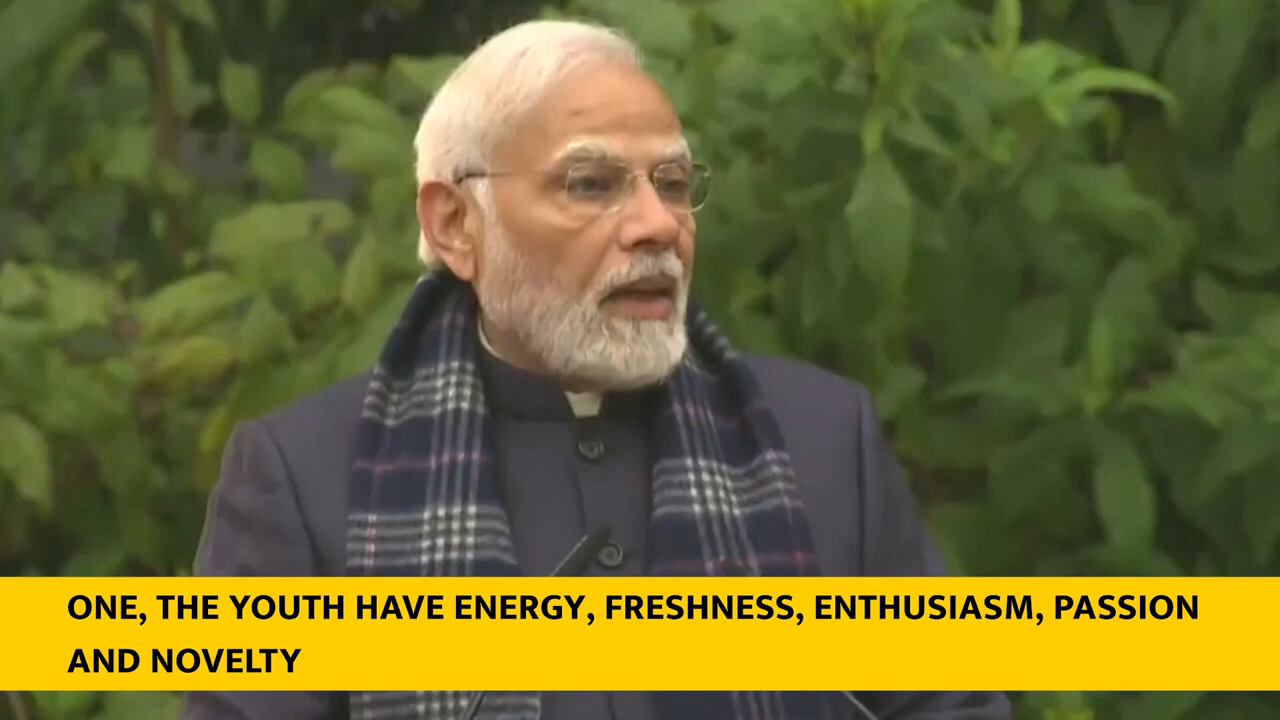 ONE, THE YOUTH HAVE ENERGY, FRESHNESS, ENTHUSIASM, PASSION
AND NOVELTY